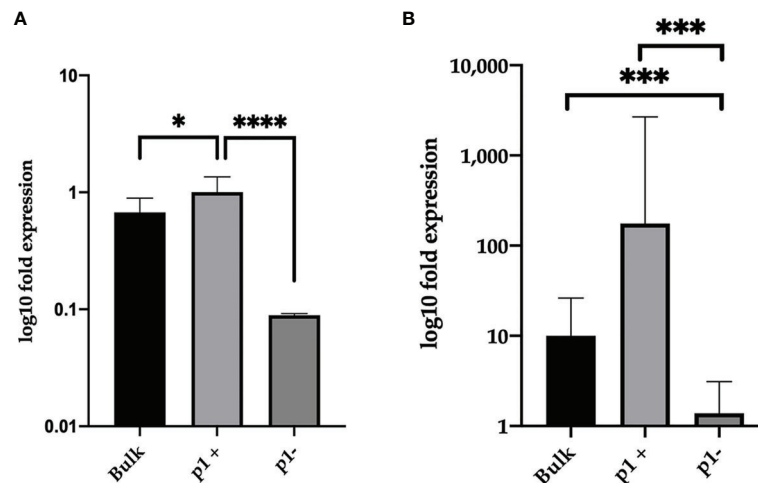 A
log10 fold expression
10
1
0.1
0.01
*
****
Bulk
p1 +
p1-
B
log10 fold expression
10,000
1,000
100
10
1
***
***
Bulk
p1 +
p1-